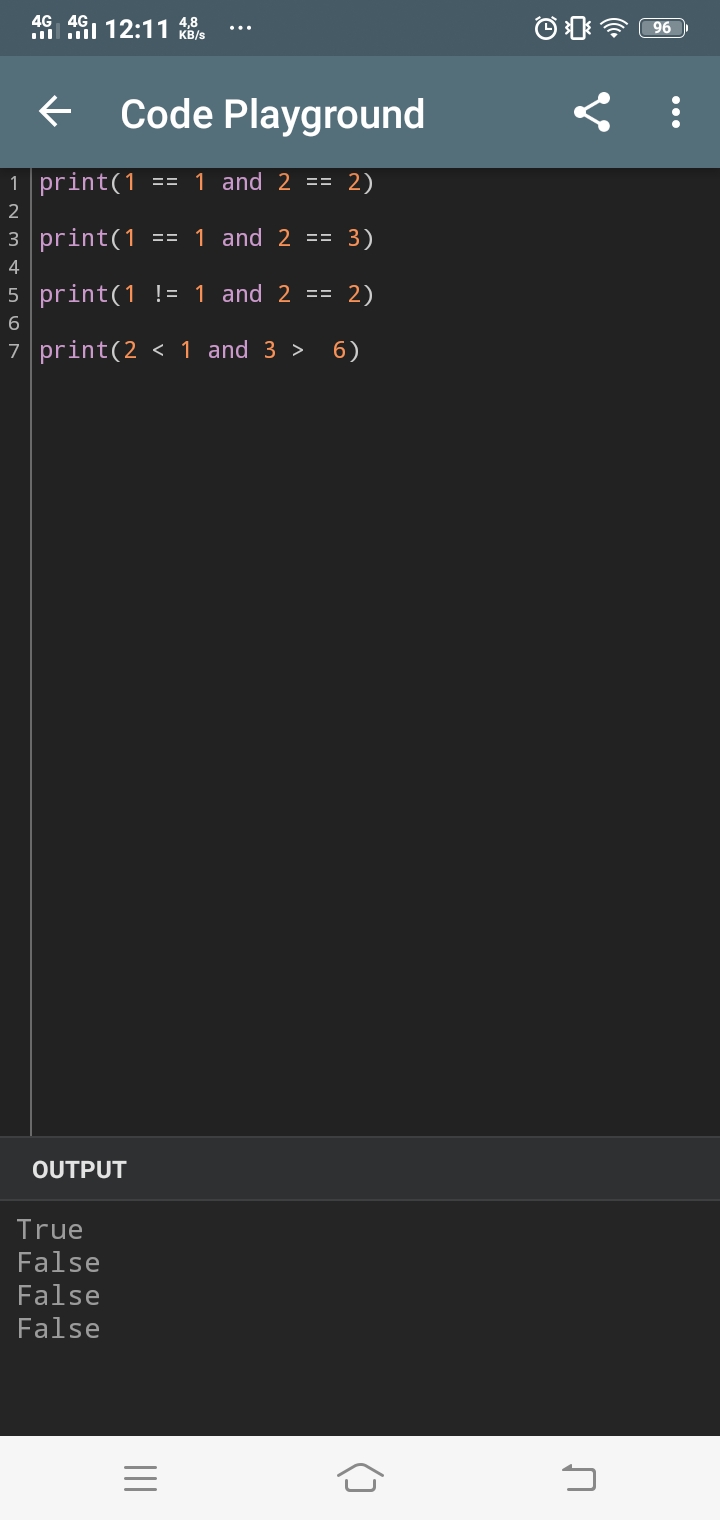 4G 4G 12:11 4,8 KB/s ... 96
Code Playground
1 print(1 == 1 and 2 == 2)
2
3 print(1 == 1 and 2 == 3)
4
5 print(1 != 1 and 2 == 2)
6
7 print(2 < 1 and 3 >  6)
OUTPUT
True
False
False
False